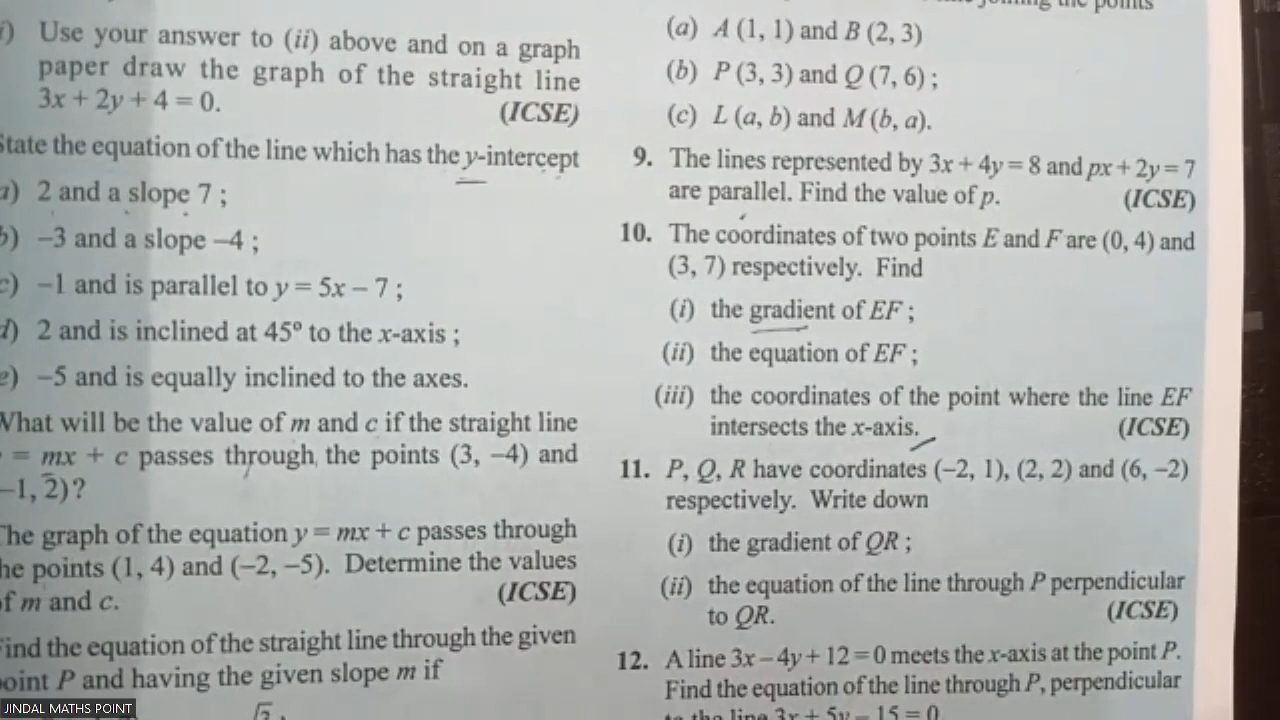 Use your answer to (ii) above and on a graph
paper draw the graph of the straight line
3x + 2y + 4 = 0. (ICSE)
State the equation of the line which has the y-intercept
2 and a slope 7 ;
–3 and a slope –4 ;
–1 and is parallel to y = 5x – 7 ;
2 and is inclined at 45° to the x-axis ;
–5 and is equally inclined to the axes.
What will be the value of m and c if the straight line
= mx + c passes through the points (3, –4) and
–1, 2)?
The graph of the equation y = mx + c passes through
the points (1, 4) and (–2, –5). Determine the values
of m and c. (ICSE)
Find the equation of the straight line through the given
point P and having the given slope m if
joining the points
(a) A (1, 1) and B (2, 3)
(b) P (3, 3) and Q (7, 6) ;
(c) L (a, b) and M (b, a).
9. The lines represented by 3x + 4y = 8 and px + 2y = 7
are parallel. Find the value of p. (ICSE)
10. The coordinates of two points E and F are (0, 4) and
(3, 7) respectively. Find
(i) the gradient of EF ;
(ii) the equation of EF ;
(iii) the coordinates of the point where the line EF
intersects the x-axis. (ICSE)
11. P, Q, R have coordinates (–2, 1), (2, 2) and (6, –2)
respectively. Write down
(i) the gradient of QR ;
(ii) the equation of the line through P perpendicular
to QR. (ICSE)
12. A line 3x – 4y + 12 = 0 meets the x-axis at the point P.
Find the equation of the line through P, perpendicular
to the line 3x + 5y – 15 = 0
JINDAL MATHS POINT